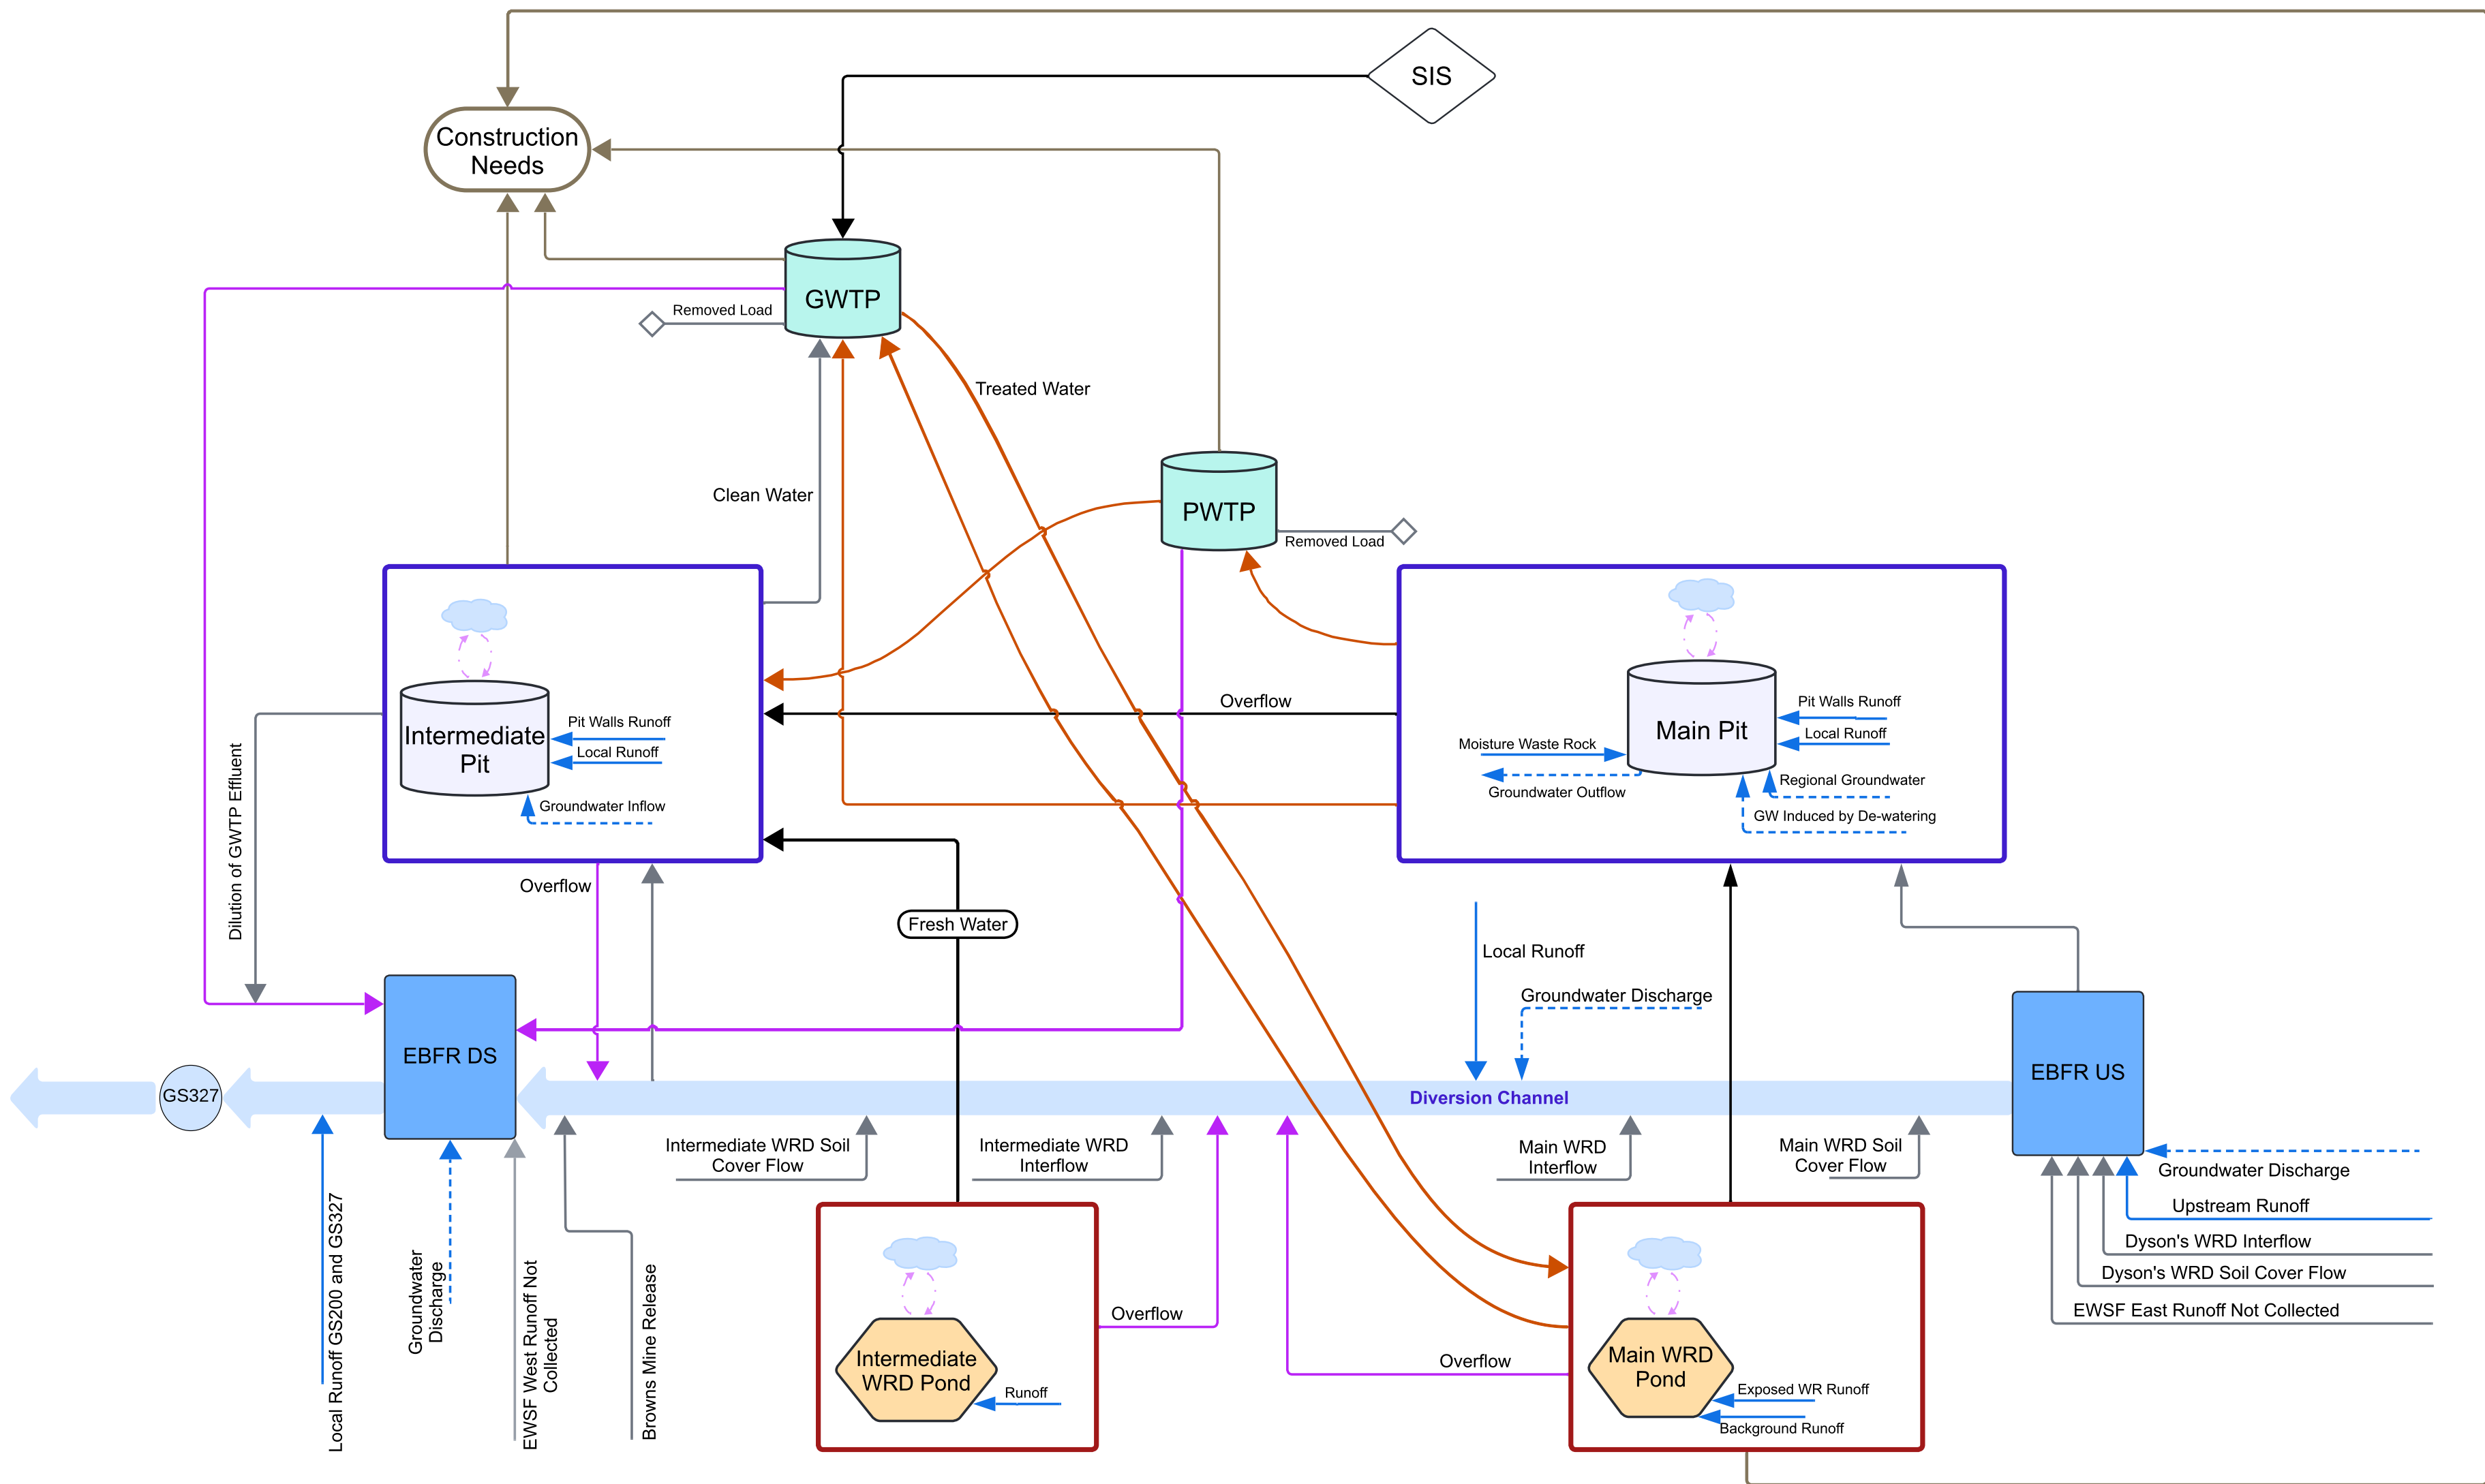 SIS
Construction
Needs
GWTP
Removed Load
Treated Water
Clean Water
PWTP
Removed Load
Intermediate
Pit
Pit Walls Runoff
Local Runoff
Groundwater Inflow
Overflow
Main Pit
Pit Walls Runoff
Local Runoff
Moisture Waste Rock
Groundwater Outflow
Regional Groundwater
GW Induced by De-watering
Dilution of GWTP Effluent
Overflow
Fresh Water
Local Runoff
Groundwater Discharge
EBFR DS
GS327
Diversion Channel
EBFR US
Intermediate WRD Soil
Cover Flow
Intermediate WRD
Interflow
Main WRD
Interflow
Main WRD Soil
Cover Flow
Groundwater Discharge
Upstream Runoff
Dyson's WRD Interflow
Dyson's WRD Soil Cover Flow
EWSF East Runoff Not Collected
Local Runoff GS200 and GS327
Groundwater
Discharge
EWSF West Runoff Not
Collected
Browns Mine Release
Intermediate
WRD Pond
Runoff
Overflow
Overflow
Main WRD
Pond
Exposed WR Runoff
Background Runoff